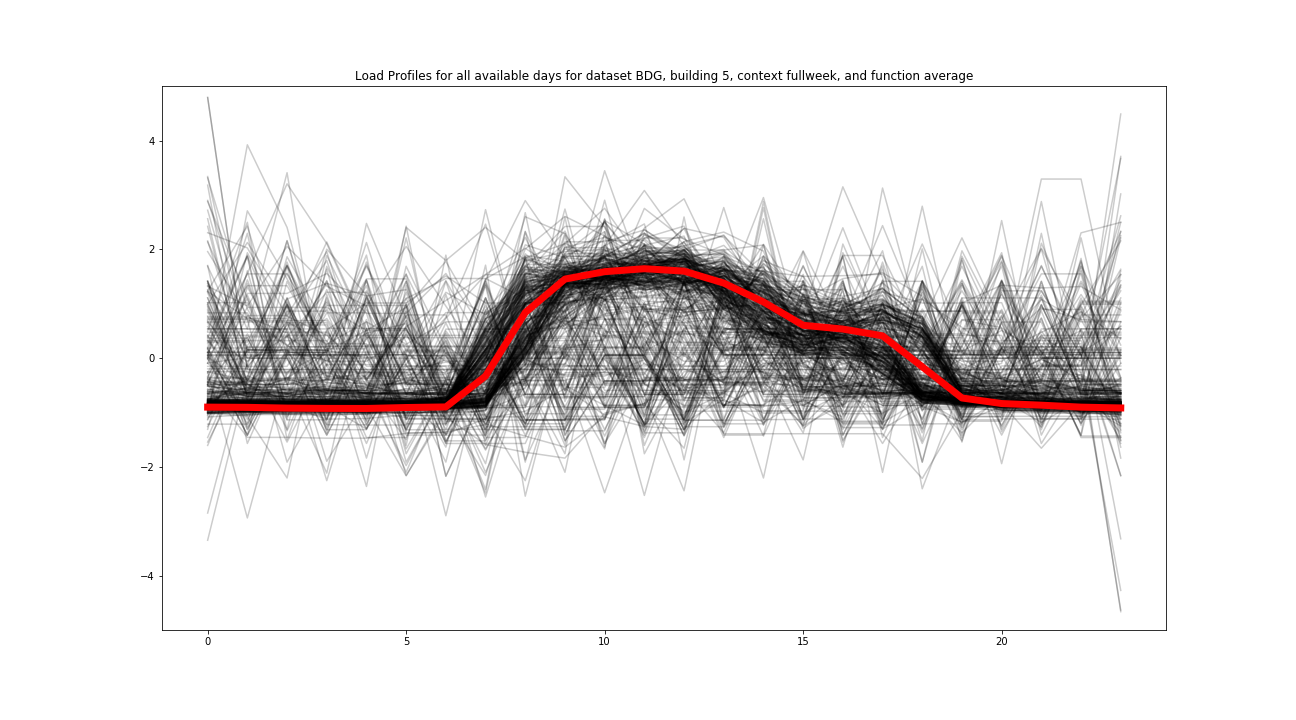 Load Profiles for all available days for dataset BDG, building 5, context fullweek, and function average
4
2
0
−2
−4
0 5 10 15 20